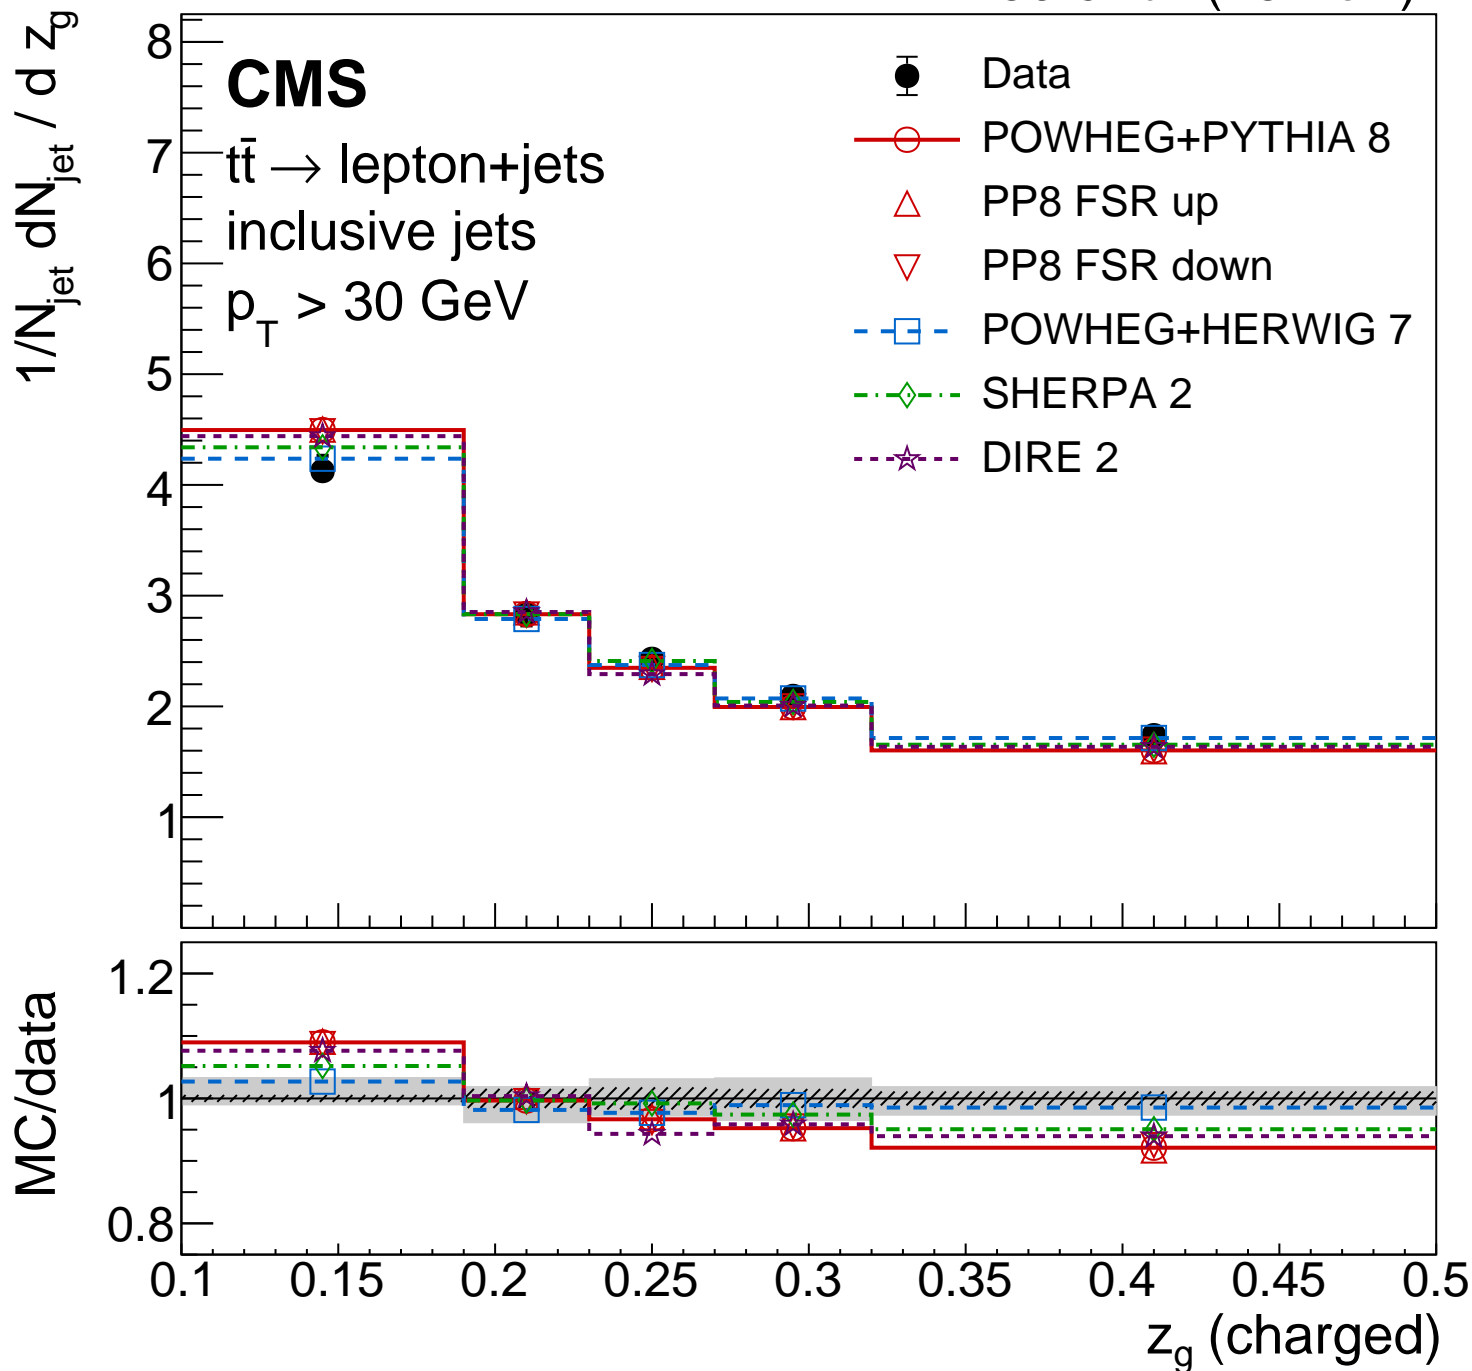 CMS
tt̄ → lepton+jets
inclusive jets
p_T > 30 GeV
Data
POWHEG+PYTHIA 8
PP8 FSR up
PP8 FSR down
POWHEG+HERWIG 7
SHERPA 2
DIRE 2
1/N_jet dN_jet / d z_g
8
7
6
5
4
3
2
1
MC/data
1.2
1
0.8
0.1 0.15 0.2 0.25 0.3 0.35 0.4 0.45 0.5
z_g (charged)